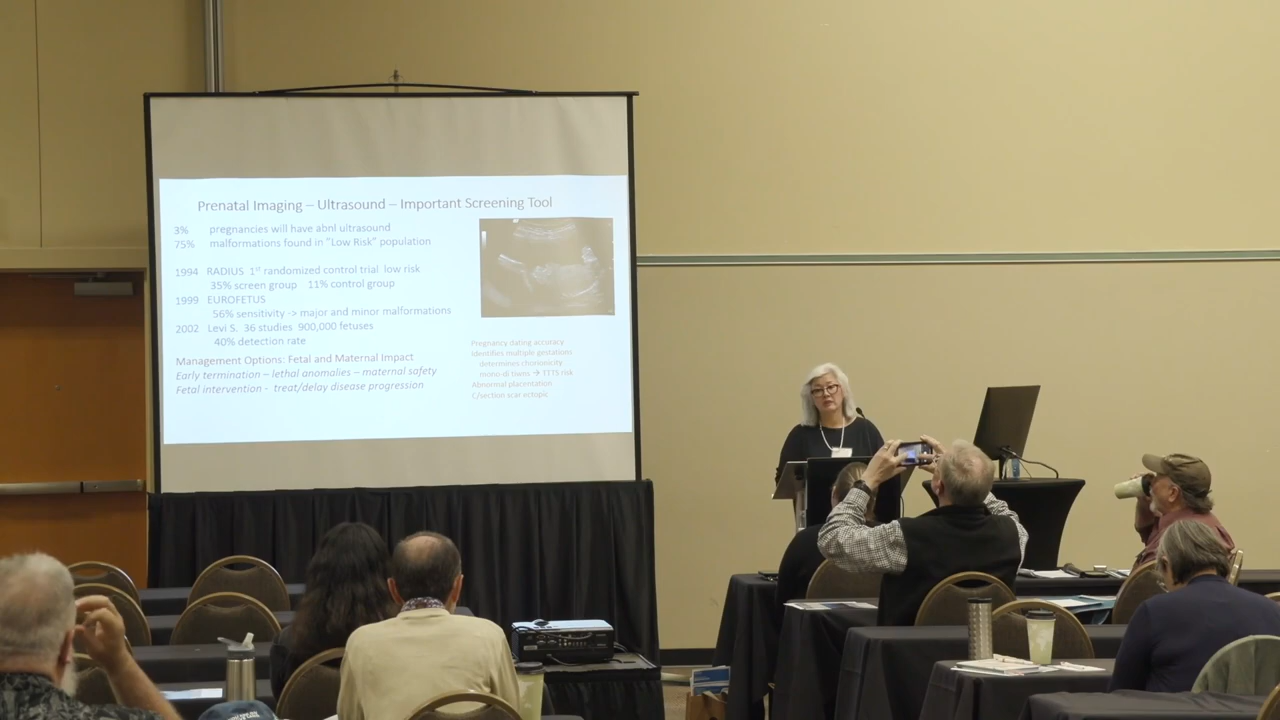 Prenatal Imaging – Ultrasound – Important Screening Tool
3% pregnancies will have abnl ultrasound
75% malformations found in "Low Risk" population
1994 RADIUS 1st randomized control trial low risk
35% screen group 11% control group
1999 EUROFETUS
56% sensitivity -> major and minor malformations
2002 Levi S. 36 studies 900,000 fetuses
40% detection rate
Management Options: Fetal and Maternal Impact
Early termination – lethal anomalies – maternal safety
Fetal intervention - treat/delay disease progression
Pregnancy dating accuracy
Identifies multiple gestations
determines chorionicity
mono-di twins → TTTS risk
Abnormal placentation
C/section scar ectopic